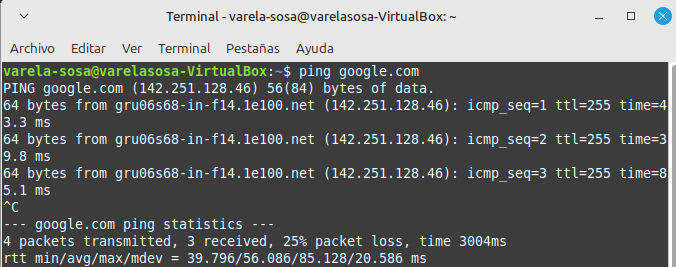 Terminal - varela-sosa@varelasosa-VirtualBox: ~
Archivo Editar Ver Terminal Pestañas Ayuda
varela-sosa@varelasosa-VirtualBox:~$ ping google.com
PING google.com (142.251.128.46) 56(84) bytes of data.
64 bytes from gru06s68-in-f14.1e100.net (142.251.128.46): icmp_seq=1 ttl=255 time=4
3.3 ms
64 bytes from gru06s68-in-f14.1e100.net (142.251.128.46): icmp_seq=2 ttl=255 time=3
9.8 ms
64 bytes from gru06s68-in-f14.1e100.net (142.251.128.46): icmp_seq=3 ttl=255 time=8
5.1 ms
^C
--- google.com ping statistics ---
4 packets transmitted, 3 received, 25% packet loss, time 3004ms
rtt min/avg/max/mdev = 39.796/56.086/85.128/20.586 ms